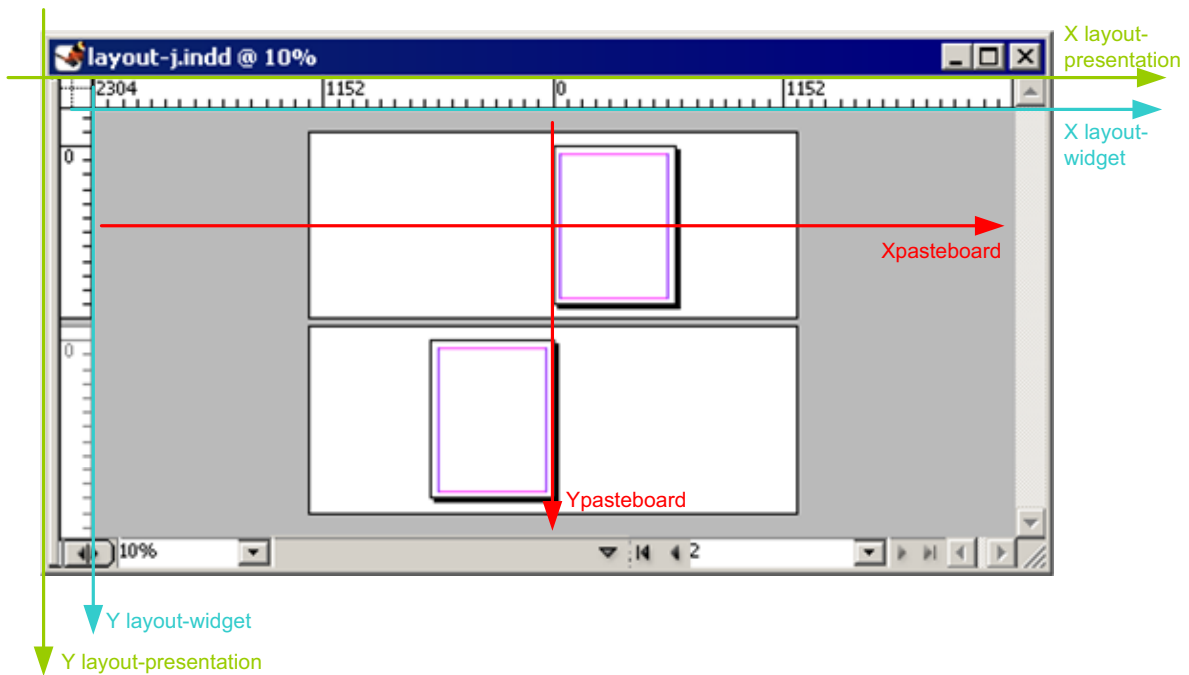 X layout-
presentation
layout-j.indd @ 10%
2304 1152 0 1152
X layout-
widget
0
Xpasteboard
0
Ypasteboard
10% 2
Y layout-widget
Y layout-presentation